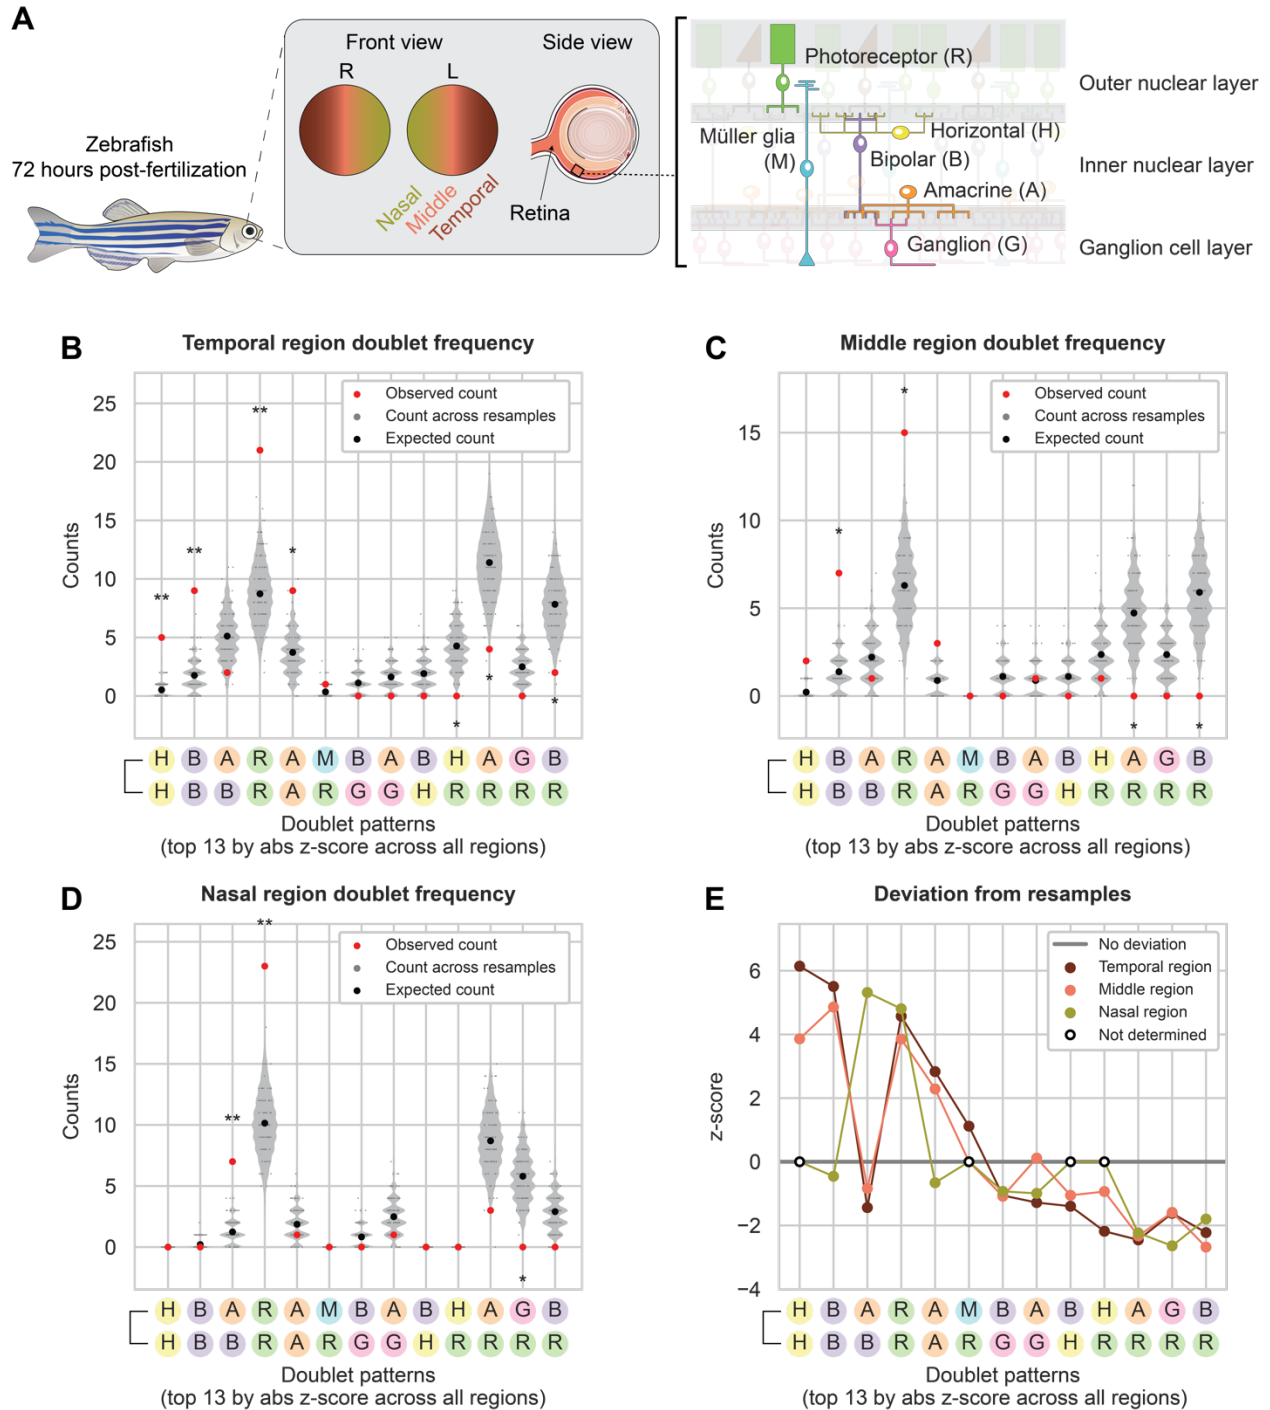 A
Front view
Side view
R
L
Zebrafish
72 hours post-fertilization
Nasal
Middle
Temporal
Retina
Photoreceptor (R)
Müller glia
(M)
Horizontal (H)
Bipolar (B)
Amacrine (A)
Ganglion (G)
Outer nuclear layer
Inner nuclear layer
Ganglion cell layer
B
Temporal region doublet frequency
Observed count
Count across resamples
Expected count
Counts
25
20
15
10
5
0
** ** ** * * * *
H B A R A M B A B H A G B
H B B R A R G G H R R R R
Doublet patterns
(top 13 by abs z-score across all regions)
C
Middle region doublet frequency
Observed count
Count across resamples
Expected count
Counts
15
10
5
0
* * * *
H B A R A M B A B H A G B
H B B R A R G G H R R R R
Doublet patterns
(top 13 by abs z-score across all regions)
D
Nasal region doublet frequency
Observed count
Count across resamples
Expected count
Counts
25
20
15
10
5
0
** ** *
H B A R A M B A B H A G B
H B B R A R G G H R R R R
Doublet patterns
(top 13 by abs z-score across all regions)
E
Deviation from resamples
No deviation
Temporal region
Middle region
Nasal region
Not determined
z-score
6
4
2
0
−2
−4
H B A R A M B A B H A G B
H B B R A R G G H R R R R
Doublet patterns
(top 13 by abs z-score across all regions)